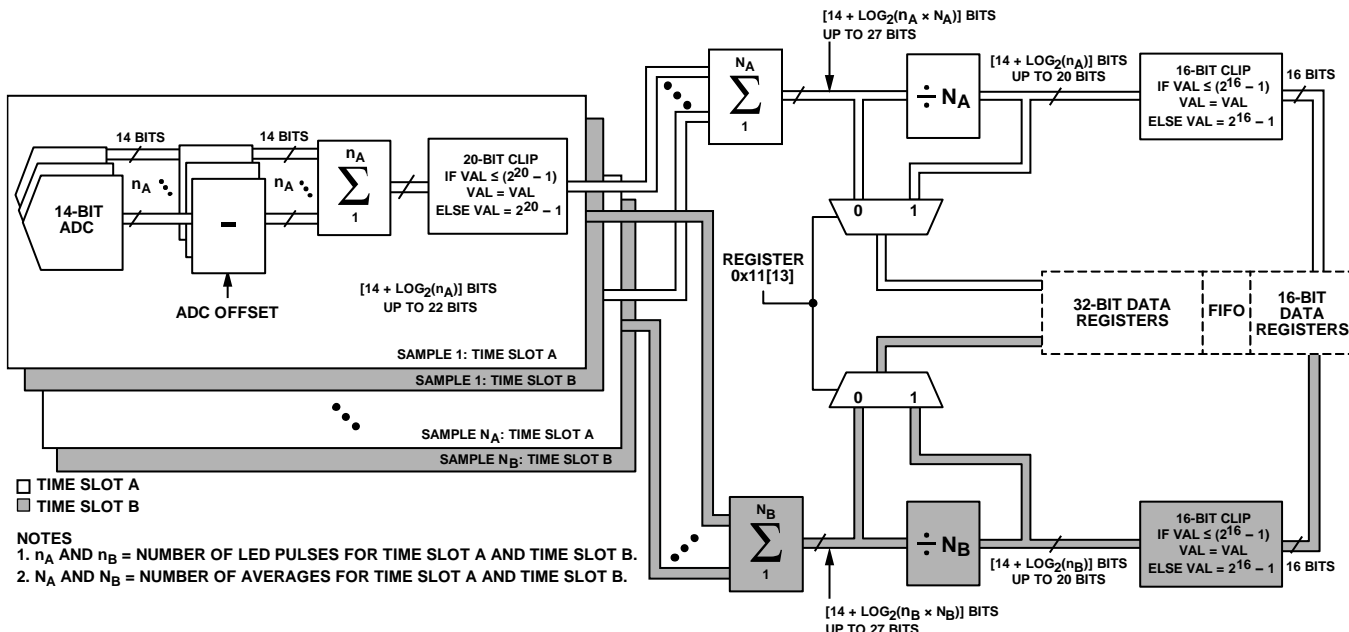 [14 + LOG2(nA × NA)] BITS
UP TO 27 BITS
NA
∑
1
÷ NA
[14 + LOG2(nA)] BITS
UP TO 20 BITS
16-BIT CLIP
IF VAL ≤ (2^16 – 1)
VAL = VAL
ELSE VAL = 2^16 – 1
16 BITS
14 BITS
14 BITS
nA
nA
14-BIT
ADC
–
ADC OFFSET
nA
∑
1
20-BIT CLIP
IF VAL ≤ (2^20 – 1)
VAL = VAL
ELSE VAL = 2^20 – 1
[14 + LOG2(nA)] BITS
UP TO 22 BITS
SAMPLE 1: TIME SLOT A
SAMPLE 1: TIME SLOT B
SAMPLE NA: TIME SLOT A
SAMPLE NB: TIME SLOT B
0 1
REGISTER
0x11[13]
32-BIT DATA
REGISTERS
FIFO
16-BIT
DATA
REGISTERS
0 1
NB
∑
1
÷ NB
[14 + LOG2(nB)] BITS
UP TO 20 BITS
16-BIT CLIP
IF VAL ≤ (2^16 – 1)
VAL = VAL
ELSE VAL = 2^16 – 1
16 BITS
[14 + LOG2(nB × NB)] BITS
UP TO 27 BITS
TIME SLOT A
TIME SLOT B
NOTES
1. nA AND nB = NUMBER OF LED PULSES FOR TIME SLOT A AND TIME SLOT B.
2. NA AND NB = NUMBER OF AVERAGES FOR TIME SLOT A AND TIME SLOT B.